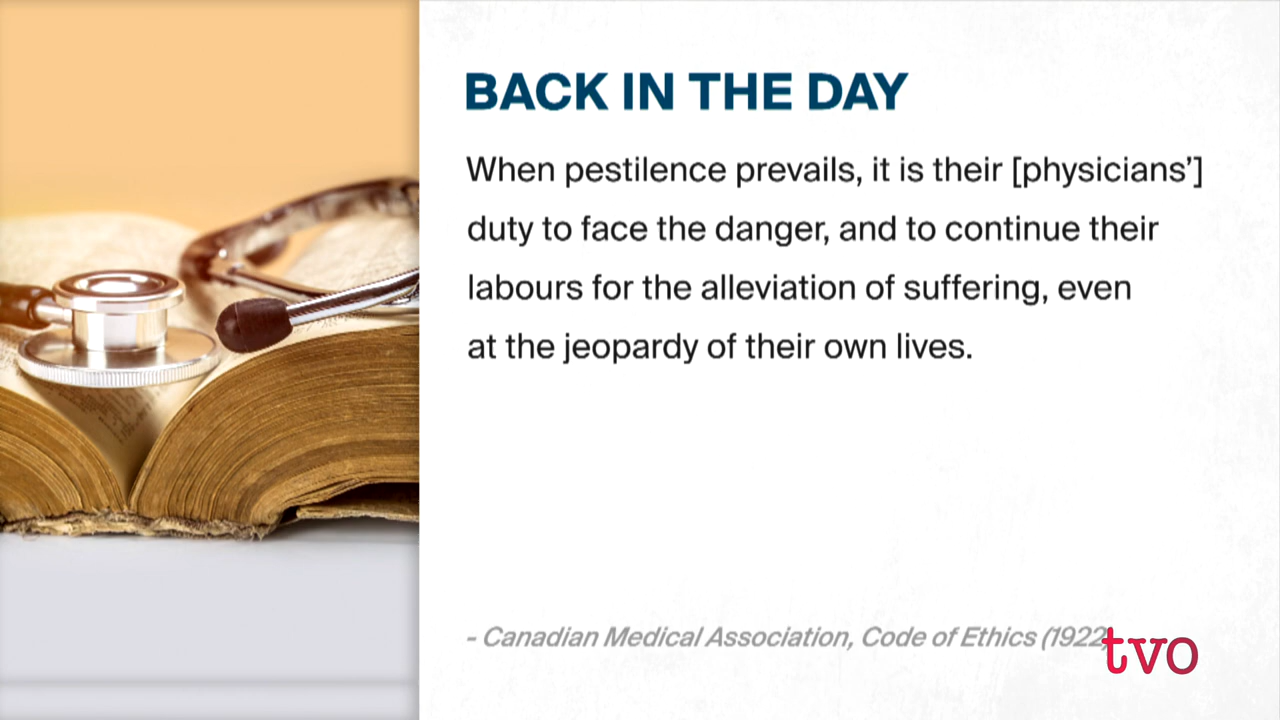 BACK IN THE DAY
When pestilence prevails, it is their [physicians’]
duty to face the danger, and to continue their
labours for the alleviation of suffering, even
at the jeopardy of their own lives.
- Canadian Medical Association, Code of Ethics (1922)
tvo